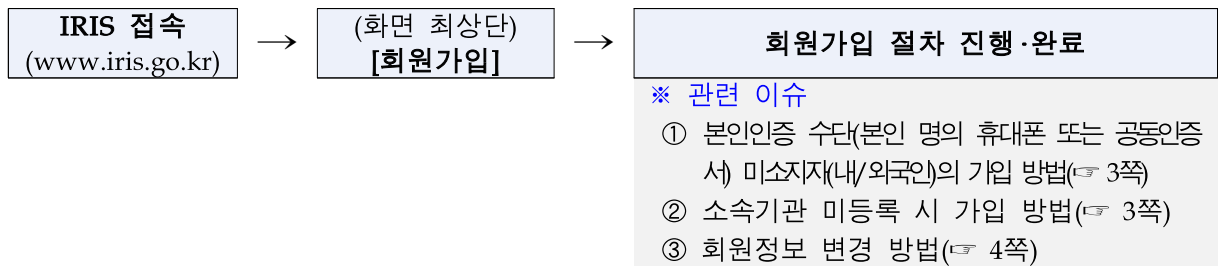 IRIS 접속
(www.iris.go.kr)
→
(화면 최상단)
[회원가입]
→
회원가입 절차 진행·완료
※ 관련 이슈
① 본인인증 수단(본인 명의 휴대폰 또는 공동인증
서) 미소지자(내/외국인)의 가입 방법(☞ 3쪽)
② 소속기관 미등록 시 가입 방법(☞ 3쪽)
③ 회원정보 변경 방법(☞ 4쪽)